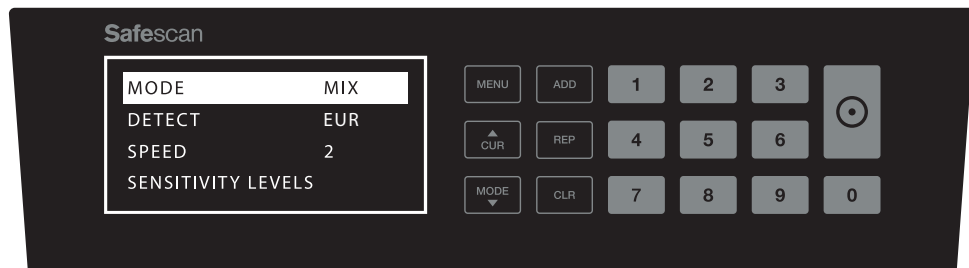 Safescan
MODE MIX
DETECT EUR
SPEED 2
SENSITIVITY LEVELS
MENU ADD 1 2 3
CUR REP 4 5 6
MODE CLR 7 8 9 0